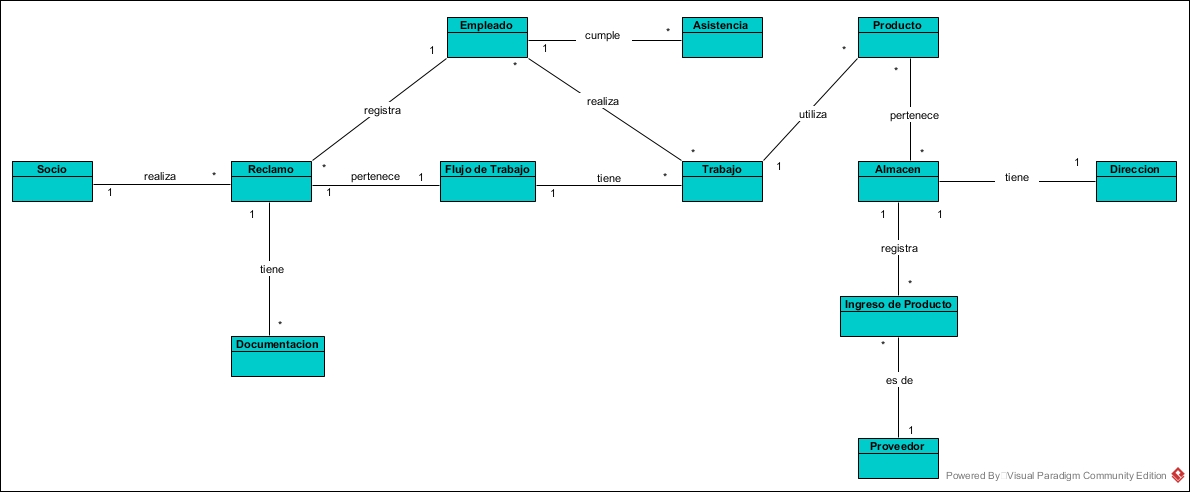 Empleado
1
cumple
*
Asistencia
Producto
1
*
*
*
registra
realiza
utiliza
pertenece
*
*
1
*
1
Socio
1
realiza
*
Reclamo
1
pertenece
1
Flujo de Trabajo
1
tiene
*
Trabajo
Almacen
1
tiene
Direccion
1
tiene
*
Documentacion
1
registra
*
Ingreso de Producto
*
es de
1
Proveedor
Powered By Visual Paradigm Community Edition